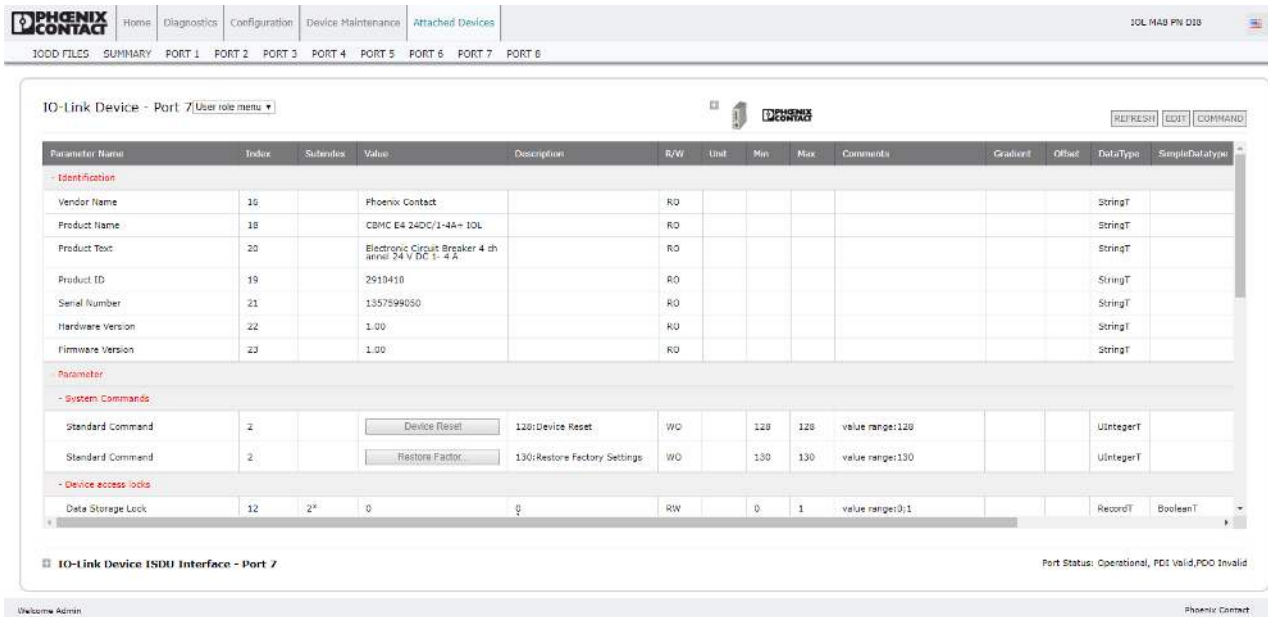 PHŒNIX CONTACT Home Diagnostics Configuration Device Maintenance Attached Devices IOL MA8 PN DI8
IODD FILES SUMMARY PORT 1 PORT 2 PORT 3 PORT 4 PORT 5 PORT 6 PORT 7 PORT 8
IO-Link Device - Port 7 User role menu PHŒNIX CONTACT REFRESH EDIT COMMAND
Parameter Name Index Subindex Value Description R/W Unit Min Max Comments Gradient Offset DataType SimpleDatatype
- Identification
Vendor Name 16 Phoenix Contact RO StringT
Product Name 18 CBMC E4 24DC/1-4A+ IOL RO StringT
Product Text 20 Electronic Circuit Breaker 4 ch
annel 24 V DC 1- 4 A RO StringT
Product ID 19 2910410 RO StringT
Serial Number 21 1357599050 RO StringT
Hardware Version 22 1.00 RO StringT
Firmware Version 23 1.00 RO StringT
- Parameter
- System Commands
Standard Command 2 Device Reset 128:Device Reset WO 128 128 value range:128 UIntegerT
Standard Command 2 Restore Factor... 130:Restore Factory Settings WO 130 130 value range:130 UIntegerT
- Device access locks
Data Storage Lock 12 2* 0 0 RW 0 1 value range:0;1 RecordT BooleanT
IO-Link Device ISDU Interface - Port 7 Port Status: Operational, PDI Valid,PDO Invalid
Welcome Admin Phoenix Contact